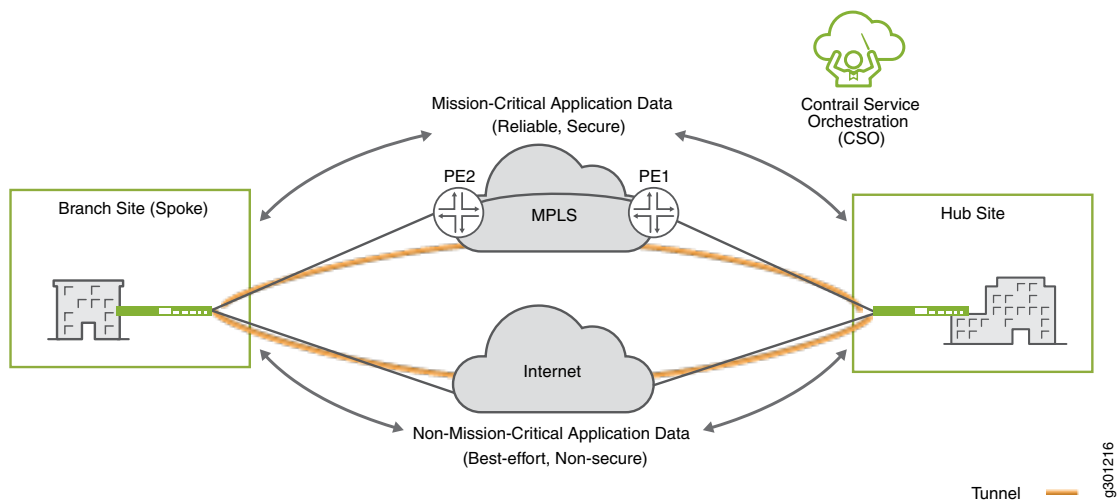 Contrail Service
Orchestration
(CSO)
Mission-Critical Application Data
(Reliable, Secure)
PE2
PE1
MPLS
Branch Site (Spoke)
Hub Site
Internet
Non-Mission-Critical Application Data
(Best-effort, Non-secure)
Tunnel
g301216